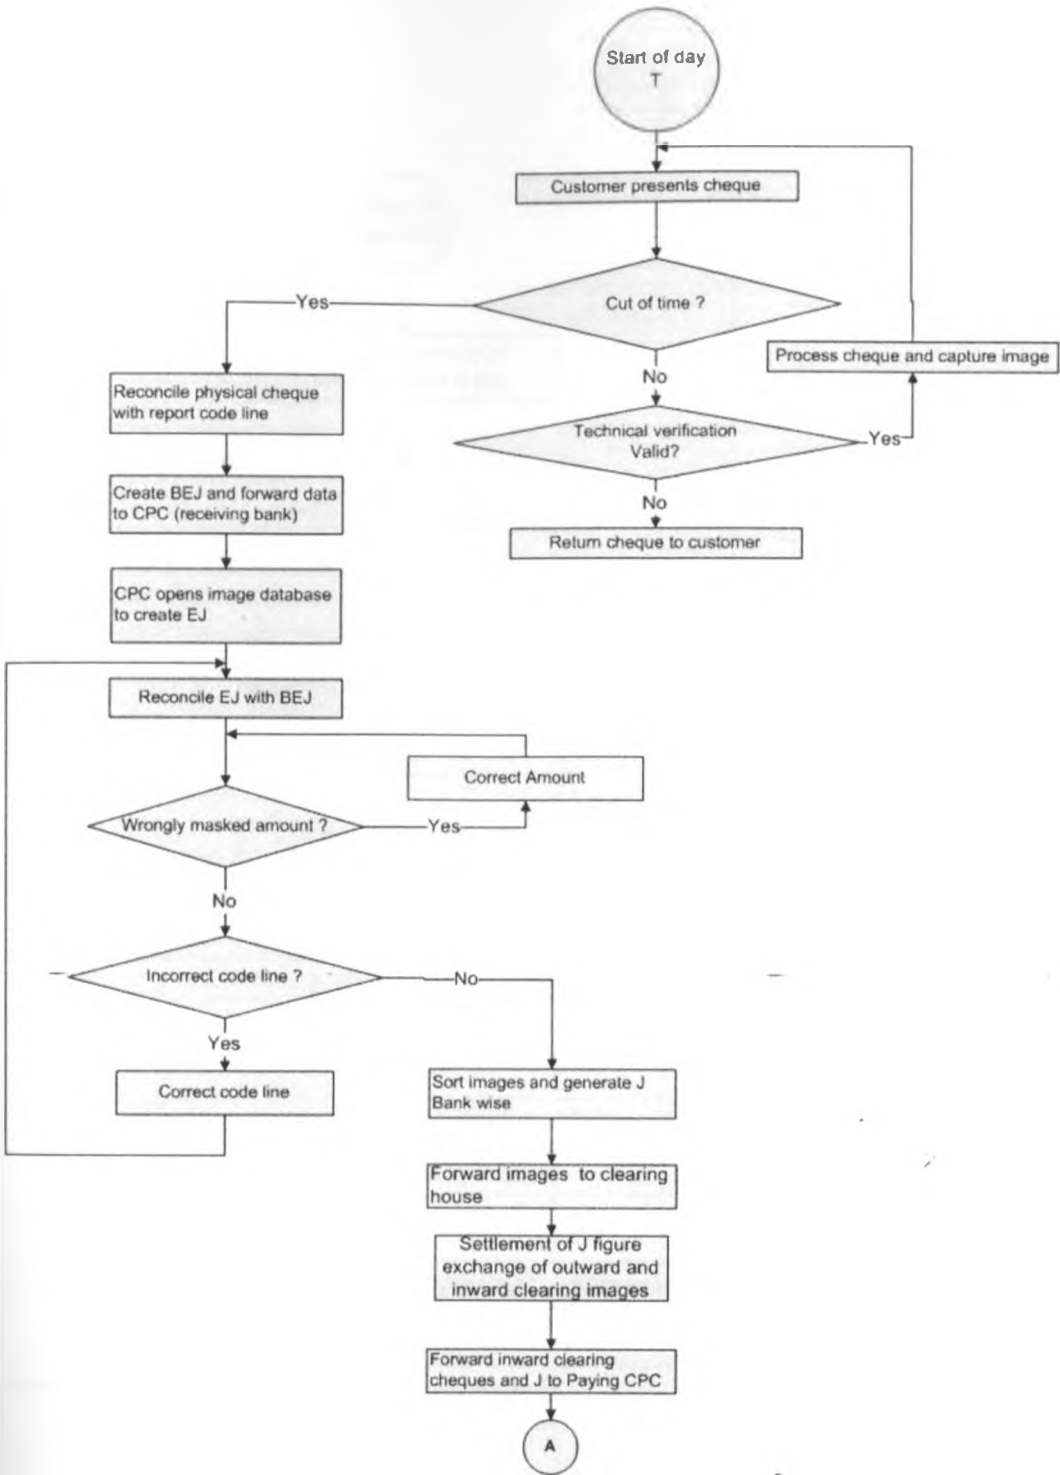 Start of day
T
Customer presents cheque
Cut of time ?
Yes
No
Process cheque and capture image
Technical verification
Valid?
Yes
No
Return cheque to customer
Reconcile physical cheque
with report code line
Create BEJ and forward data
to CPC (receiving bank)
CPC opens image database
to create EJ
Reconcile EJ with BEJ
Correct Amount
Wrongly masked amount ?
Yes
No
Incorrect code line ?
No
Yes
Correct code line
Sort images and generate J
Bank wise
Forward images to clearing
house
Settlement of J figure
exchange of outward and
inward clearing images
Forward inward clearing
cheques and J to Paying CPC
A